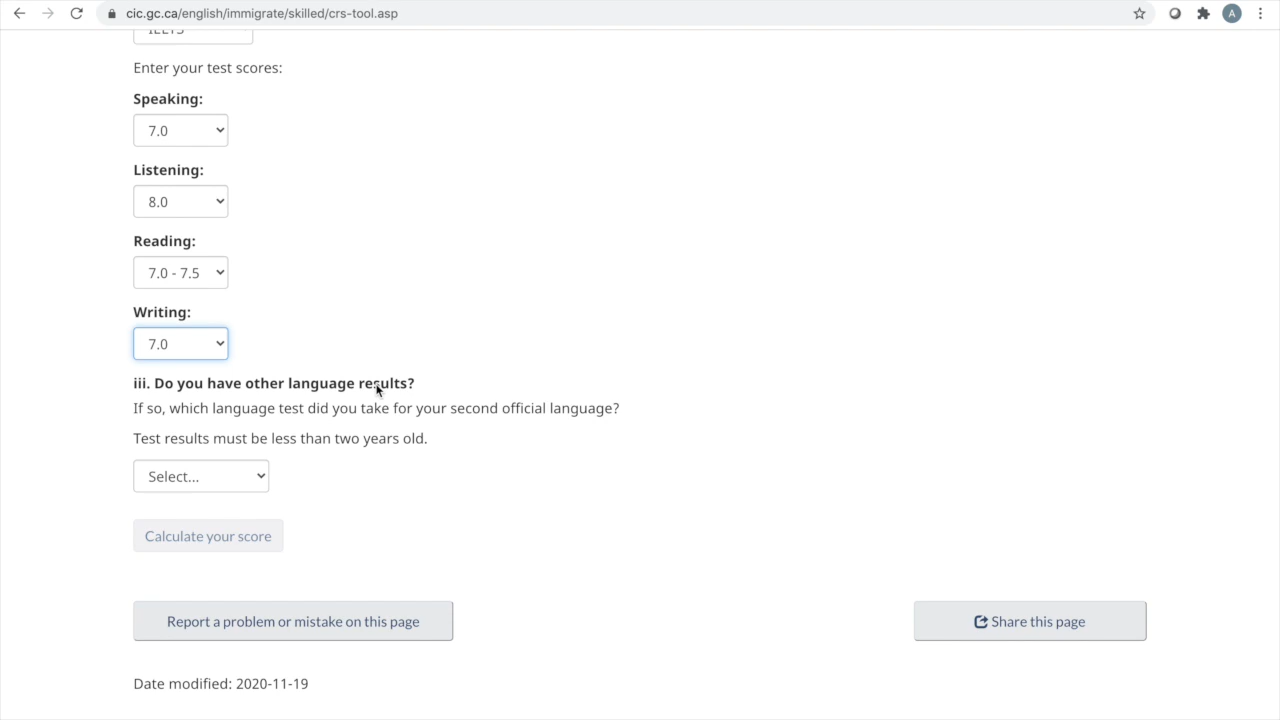 cic.gc.ca/english/immigrate/skilled/crs-tool.asp
A
IELTS
Enter your test scores:
Speaking:
7.0
Listening:
8.0
Reading:
7.0 - 7.5
Writing:
7.0
iii. Do you have other language results?
If so, which language test did you take for your second official language?
Test results must be less than two years old.
Select...
Calculate your score
Report a problem or mistake on this page
Share this page
Date modified: 2020-11-19